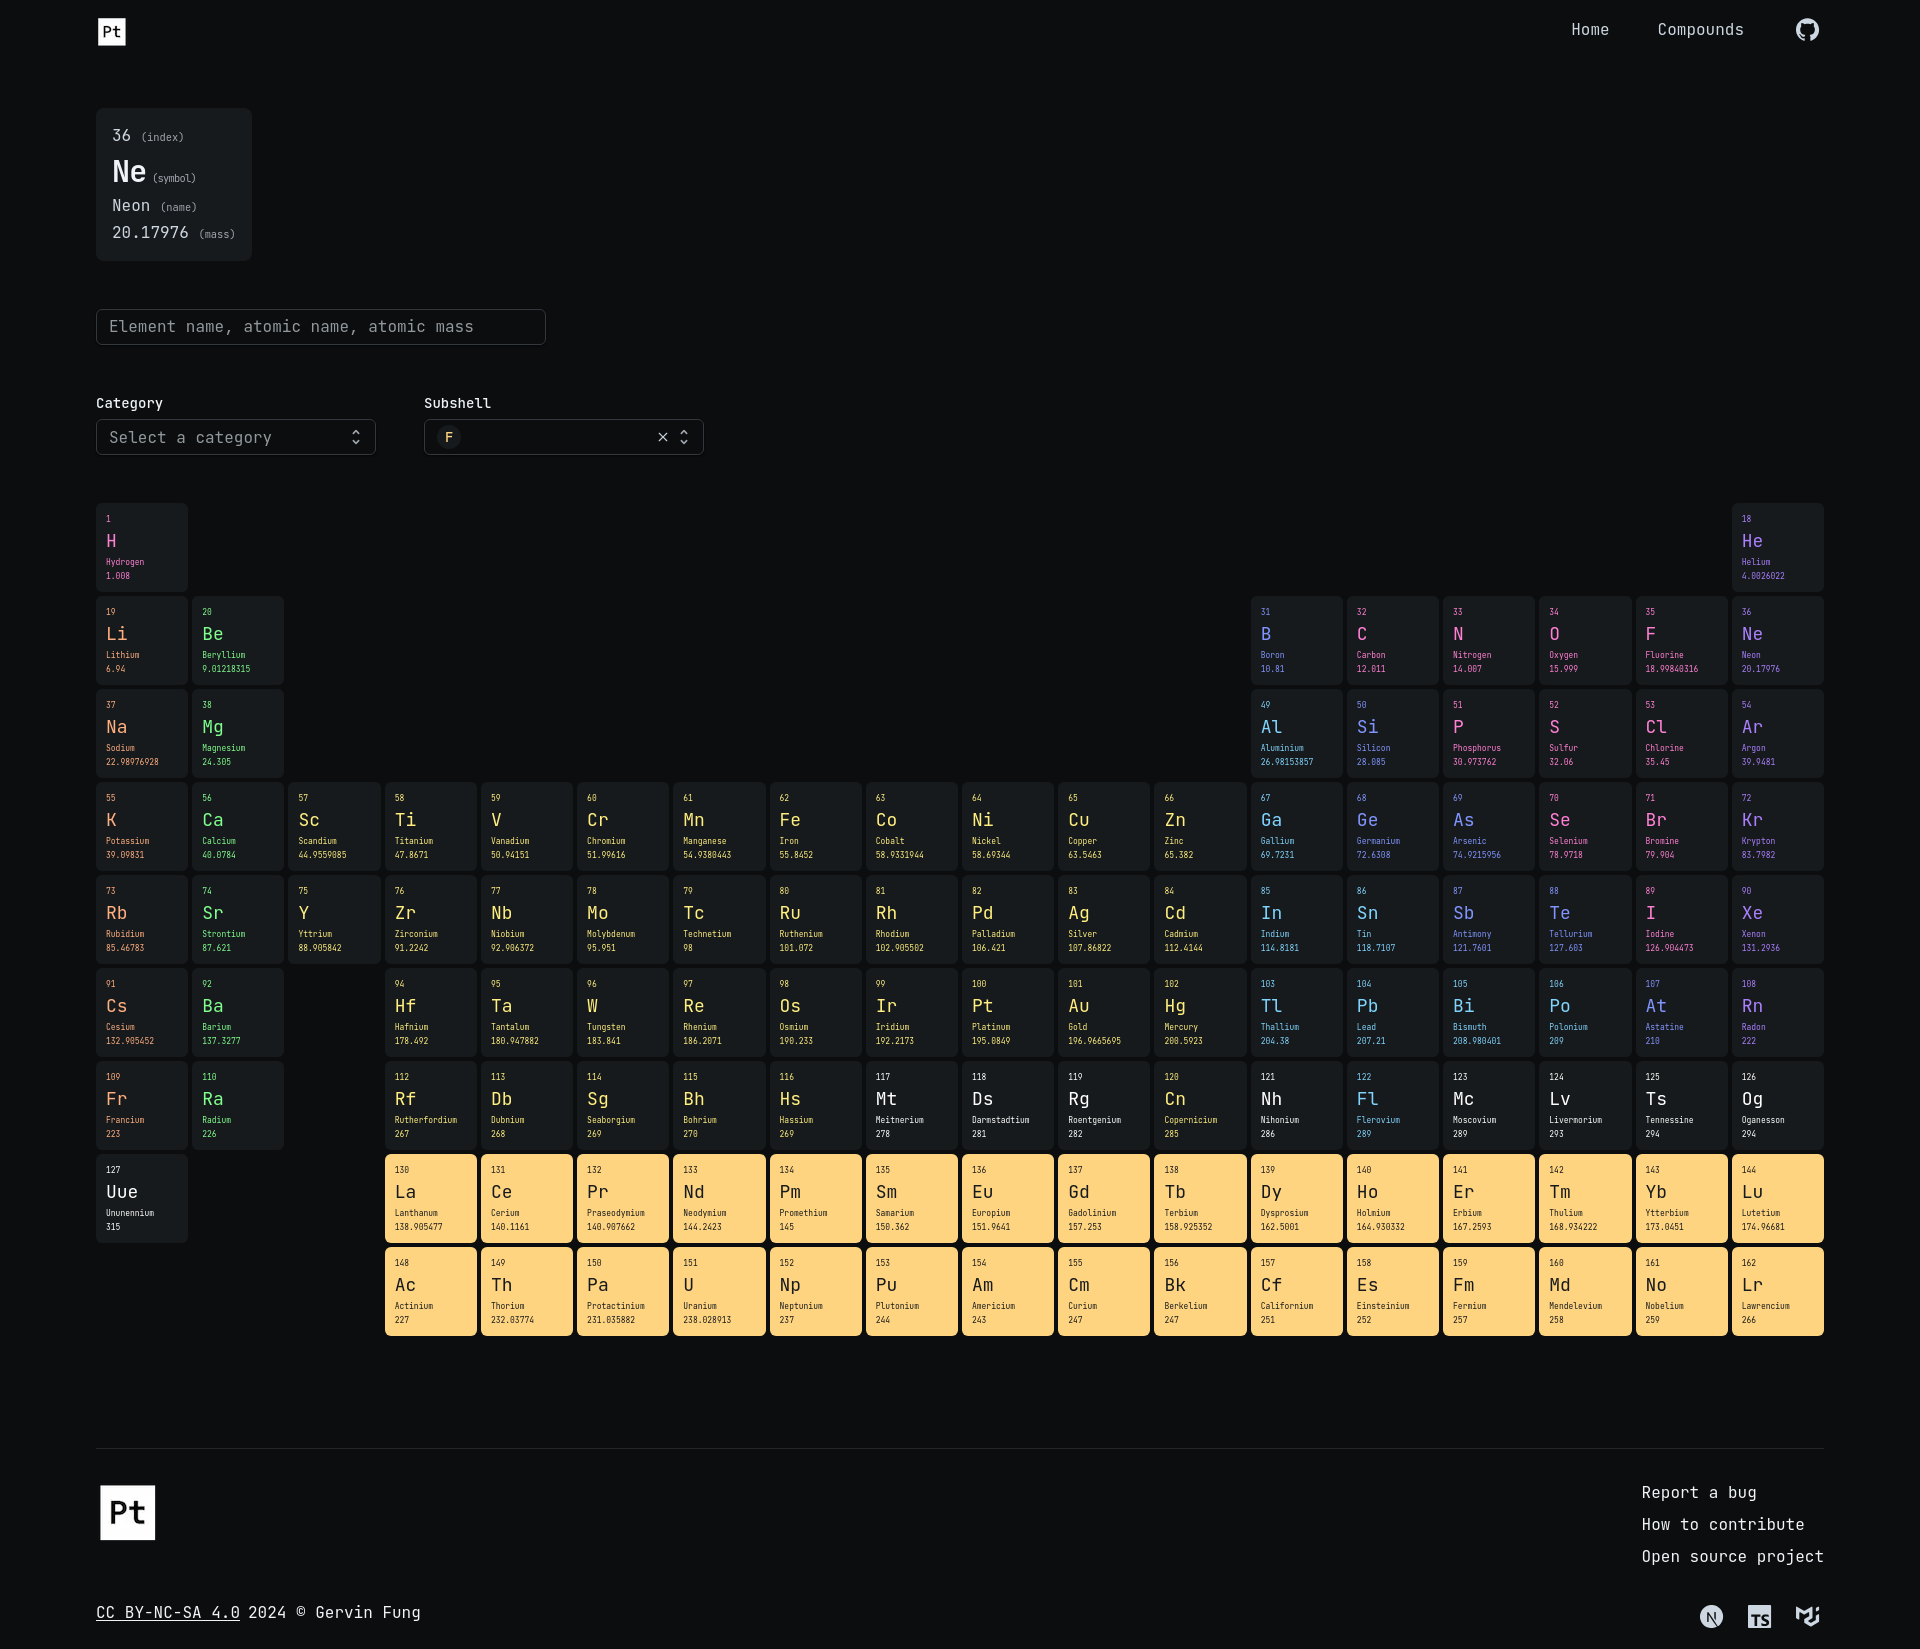 Pt
Home Compounds
36 (index)
Ne (symbol)
Neon (name)
20.17976 (mass)
Element name, atomic name, atomic mass
Category Subshell
Select a category F
1 18
H He
Hydrogen Helium
1.008 4.0026022
19 20 31 32 33 34 35 36
Li Be B C N O F Ne
Lithium Beryllium Boron Carbon Nitrogen Oxygen Fluorine Neon
6.94 9.01218315 10.81 12.011 14.007 15.999 18.99840316 20.17976
37 38 49 50 51 52 53 54
Na Mg Al Si P S Cl Ar
Sodium Magnesium Aluminium Silicon Phosphorus Sulfur Chlorine Argon
22.98976928 24.305 26.98153857 28.085 30.973762 32.06 35.45 39.9481
55 56 57 58 59 60 61 62 63 64 65 66 67 68 69 70 71 72
K Ca Sc Ti V Cr Mn Fe Co Ni Cu Zn Ga Ge As Se Br Kr
Potassium Calcium Scandium Titanium Vanadium Chromium Manganese Iron Cobalt Nickel Copper Zinc Gallium Germanium Arsenic Selenium Bromine Krypton
39.09831 40.0784 44.9559085 47.8671 50.94151 51.99616 54.9380443 55.8452 58.9331944 58.69344 63.5463 65.382 69.7231 72.6308 74.9215956 78.9718 79.904 83.7982
73 74 75 76 77 78 79 80 81 82 83 84 85 86 87 88 89 90
Rb Sr Y Zr Nb Mo Tc Ru Rh Pd Ag Cd In Sn Sb Te I Xe
Rubidium Strontium Yttrium Zirconium Niobium Molybdenum Technetium Ruthenium Rhodium Palladium Silver Cadmium Indium Tin Antimony Tellurium Iodine Xenon
85.46783 87.621 88.905842 91.2242 92.906372 95.951 98 101.072 102.905502 106.421 107.86822 112.4144 114.8181 118.7107 121.7601 127.603 126.904473 131.2936
91 92 94 95 96 97 98 99 100 101 102 103 104 105 106 107 108
Cs Ba Hf Ta W Re Os Ir Pt Au Hg Tl Pb Bi Po At Rn
Cesium Barium Hafnium Tantalum Tungsten Rhenium Osmium Iridium Platinum Gold Mercury Thallium Lead Bismuth Polonium Astatine Radon
132.905452 137.3277 178.492 180.947882 183.841 186.2071 190.233 192.2173 195.0849 196.9665695 200.5923 204.38 207.21 208.980401 209 210 222
109 110 112 113 114 115 116 117 118 119 120 121 122 123 124 125 126
Fr Ra Rf Db Sg Bh Hs Mt Ds Rg Cn Nh Fl Mc Lv Ts Og
Francium Radium Rutherfordium Dubnium Seaborgium Bohrium Hassium Meitnerium Darmstadtium Roentgenium Copernicium Nihonium Flerovium Moscovium Livermorium Tennessine Oganesson
223 226 267 268 269 270 269 278 281 282 285 286 289 289 293 294 294
127 130 131 132 133 134 135 136 137 138 139 140 141 142 143 144
Uue La Ce Pr Nd Pm Sm Eu Gd Tb Dy Ho Er Tm Yb Lu
Ununennium Lanthanum Cerium Praseodymium Neodymium Promethium Samarium Europium Gadolinium Terbium Dysprosium Holmium Erbium Thulium Ytterbium Lutetium
315 138.905477 140.1161 140.907662 144.2423 145 150.362 151.9641 157.253 158.925352 162.5001 164.930332 167.2593 168.934222 173.0451 174.96681
148 149 150 151 152 153 154 155 156 157 158 159 160 161 162
Ac Th Pa U Np Pu Am Cm Bk Cf Es Fm Md No Lr
Actinium Thorium Protactinium Uranium Neptunium Plutonium Americium Curium Berkelium Californium Einsteinium Fermium Mendelevium Nobelium Lawrencium
227 232.03774 231.035882 238.028913 237 244 243 247 247 251 252 257 258 259 266
Pt
Report a bug
How to contribute
Open source project
CC BY-NC-SA 4.0 2024 © Gervin Fung
N TS